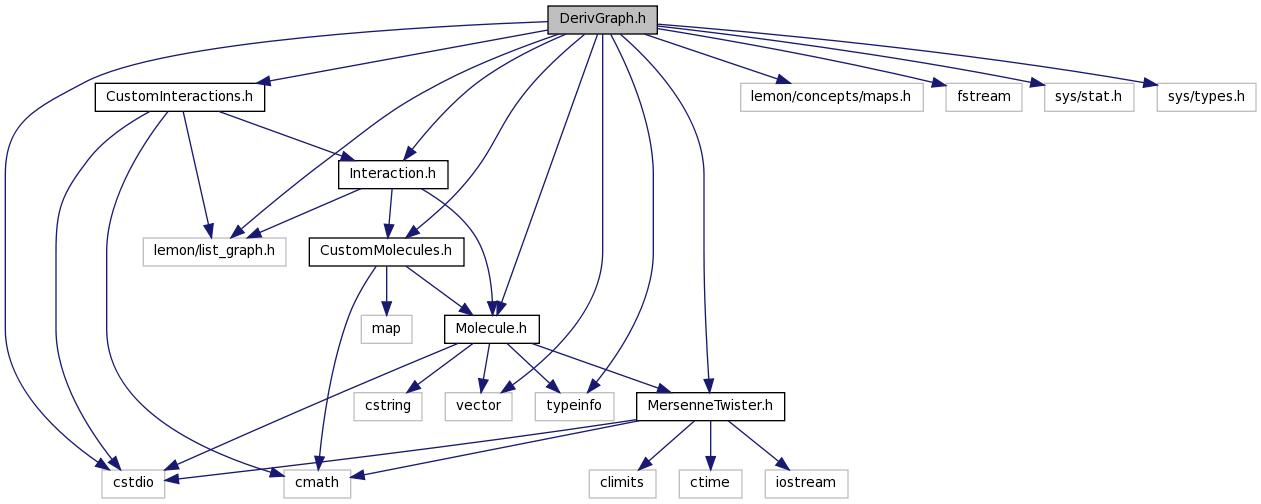 DerivGraph.h
CustomInteractions.h
lemon/concepts/maps.h
fstream
sys/stat.h
sys/types.h
Interaction.h
lemon/list_graph.h
CustomMolecules.h
map
Molecule.h
cstring
vector
typeinfo
MersenneTwister.h
cstdio
cmath
climits
ctime
iostream